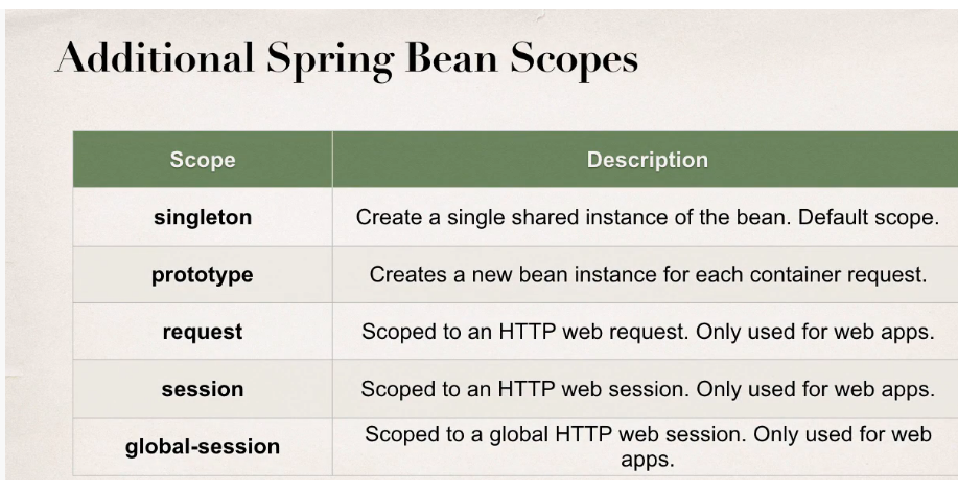 Additional Spring Bean Scopes
Scope Description
singleton Create a single shared instance of the bean. Default scope.
prototype Creates a new bean instance for each container request.
request Scoped to an HTTP web request. Only used for web apps.
session Scoped to an HTTP web session. Only used for web apps.
global-session Scoped to a global HTTP web session. Only used for web
apps.